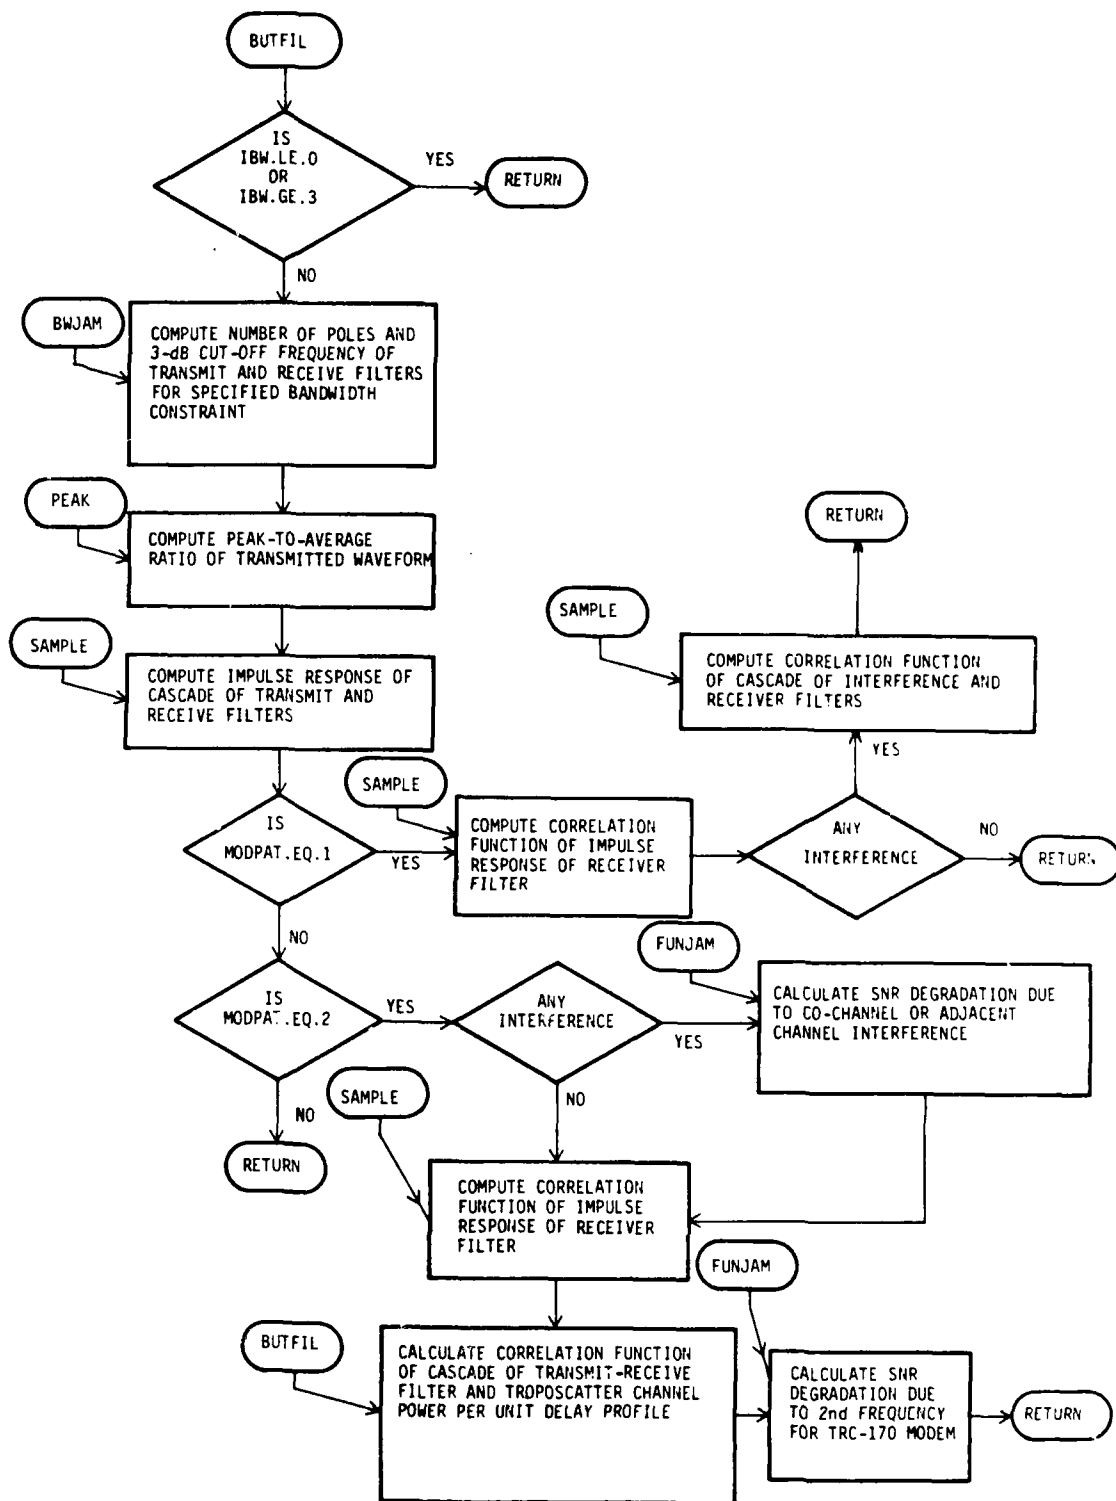 BUTFIL
IS
IBW.LE.0
OR
IBW.GE.3
YES
RETURN
NO
BWJAM
COMPUTE NUMBER OF POLES AND
3-dB CUT-OFF FREQUENCY OF
TRANSMIT AND RECEIVE FILTERS
FOR SPECIFIED BANDWIDTH
CONSTRAINT
PEAK
COMPUTE PEAK-TO-AVERAGE
RATIO OF TRANSMITTED WAVEFORM
RETURN
SAMPLE
COMPUTE CORRELATION FUNCTION
OF CASCADE OF INTERFERENCE AND
RECEIVER FILTERS
SAMPLE
COMPUTE IMPULSE RESPONSE OF
CASCADE OF TRANSMIT AND
RECEIVE FILTERS
YES
IS
MODPAT.EQ.1
YES
SAMPLE
COMPUTE CORRELATION
FUNCTION OF IMPULSE
RESPONSE OF RECEIVER
FILTER
ANY
INTERFERENCE
NO
RETURN
NO
IS
MODPAT.EQ.2
YES
ANY
INTERFERENCE
YES
FUNJAM
CALCULATE SNR DEGRADATION DUE
TO CO-CHANNEL OR ADJACENT
CHANNEL INTERFERENCE
NO
RETURN
NO
SAMPLE
COMPUTE CORRELATION
FUNCTION OF IMPULSE
RESPONSE OF RECEIVER
FILTER
BUTFIL
CALCULATE CORRELATION FUNCTION
OF CASCADE OF TRANSMIT-RECEIVE
FILTER AND TROPOSCATTER CHANNEL
POWER PER UNIT DELAY PROFILE
FUNJAM
CALCULATE SNR
DEGRADATION DUE
TO 2nd FREQUENCY
FOR TRC-170 MODEM
RETURN